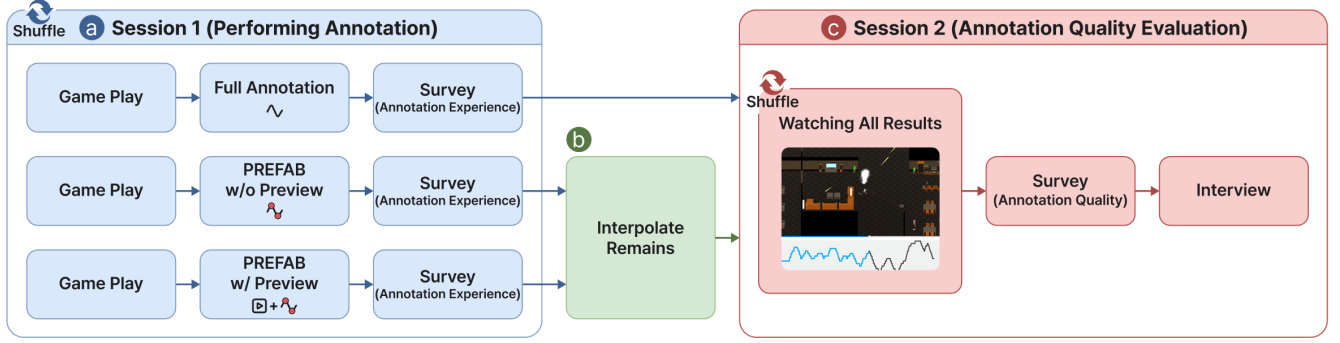 Shuffle
a Session 1 (Performing Annotation)
Game Play
Full Annotation
Survey
(Annotation Experience)
Game Play
PREFAB
w/o Preview
Survey
(Annotation Experience)
Game Play
PREFAB
w/ Preview
+
Survey
(Annotation Experience)
b
Interpolate
Remains
c Session 2 (Annotation Quality Evaluation)
Shuffle
Watching All Results
Survey
(Annotation Quality)
Interview